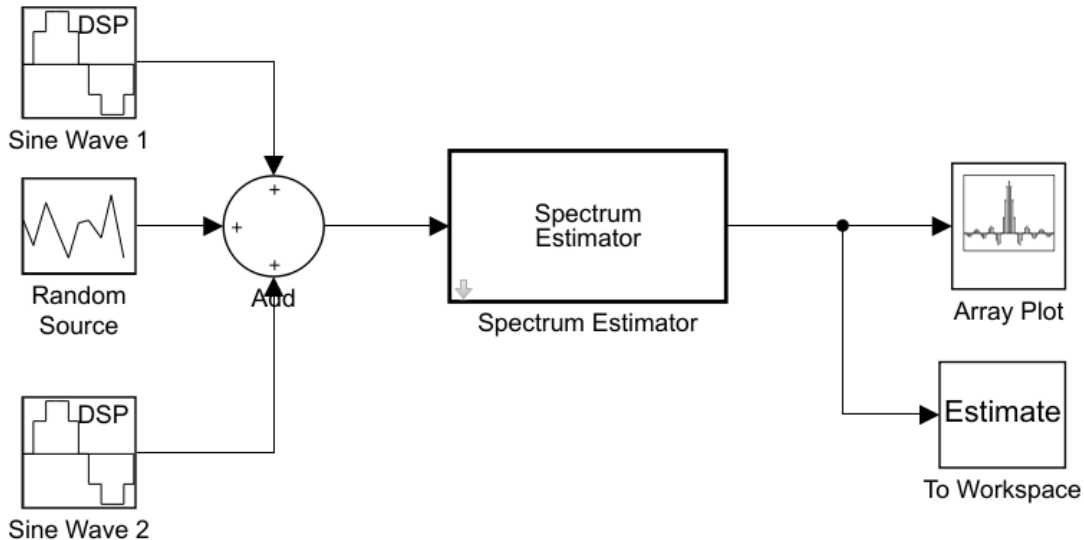 DSP
Sine Wave 1
Random
Source
+
+
+
Add
DSP
Sine Wave 2
Spectrum
Estimator
Spectrum Estimator
Array Plot
Estimate
To Workspace